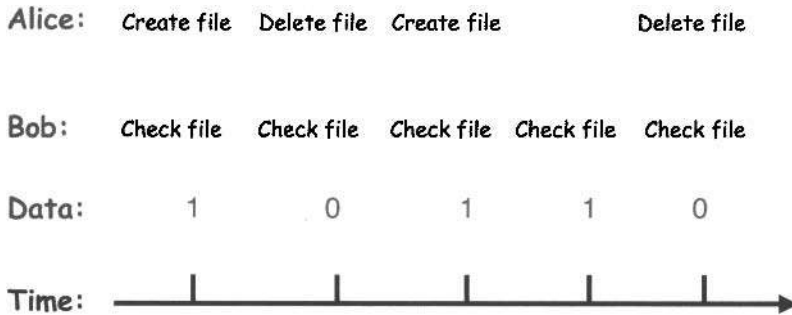 Alice: Create file Delete file Create file Delete file
Bob: Check file Check file Check file Check file Check file
Data: 1 0 1 1 0
Time: